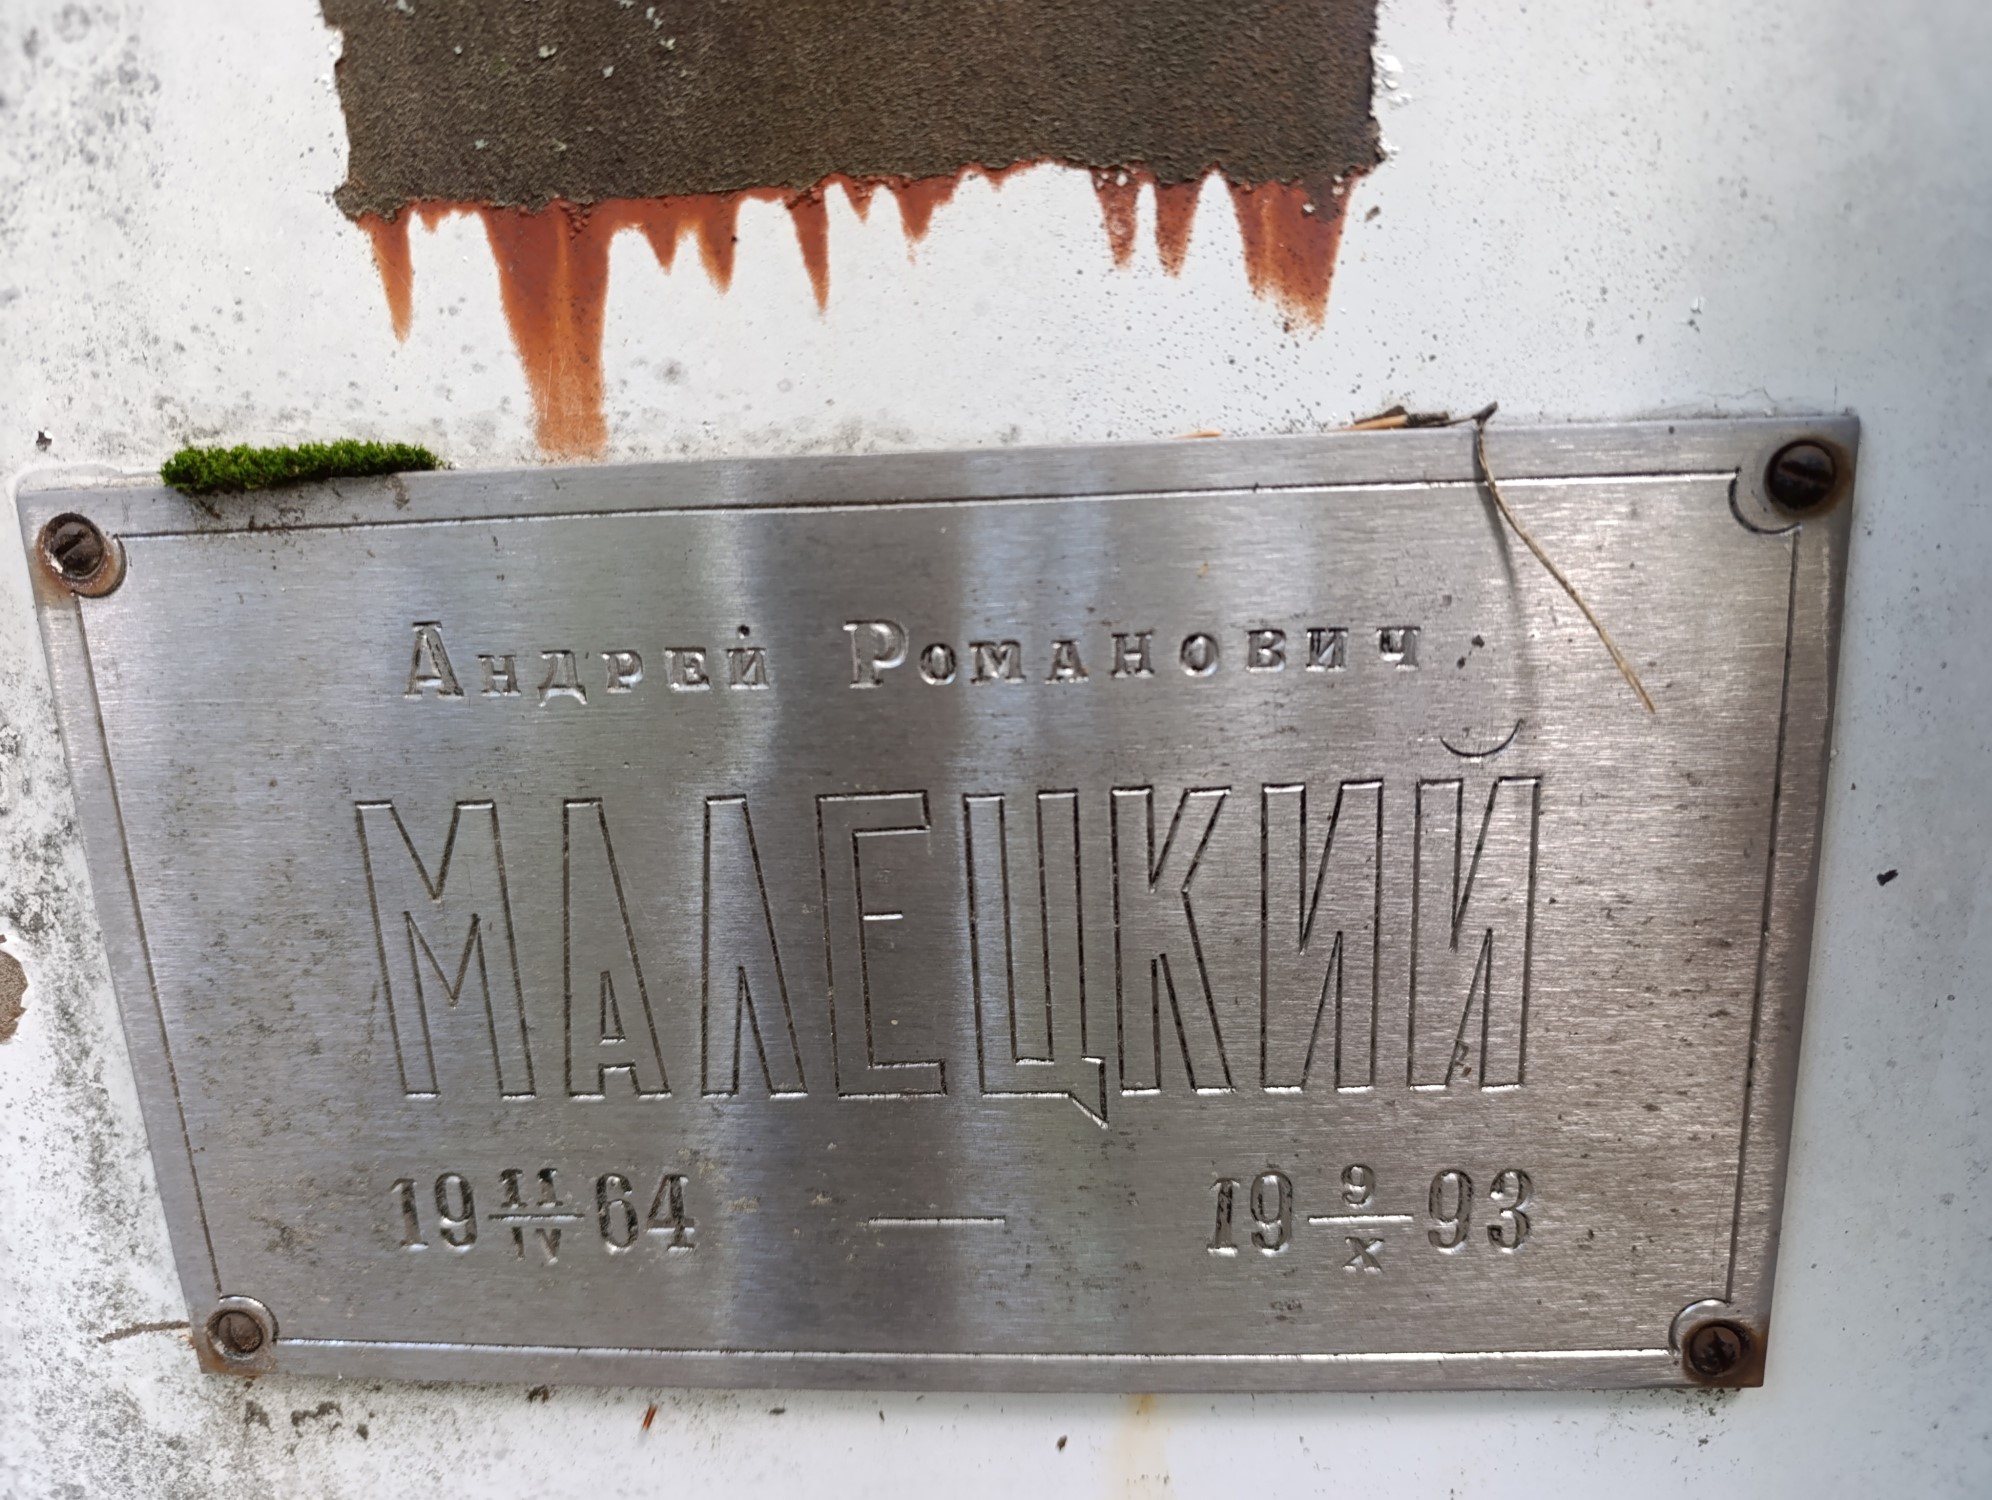 Андрей Романович
МАЛЕЦКИЙ
19 11/IV 64 — 19 9/X 93